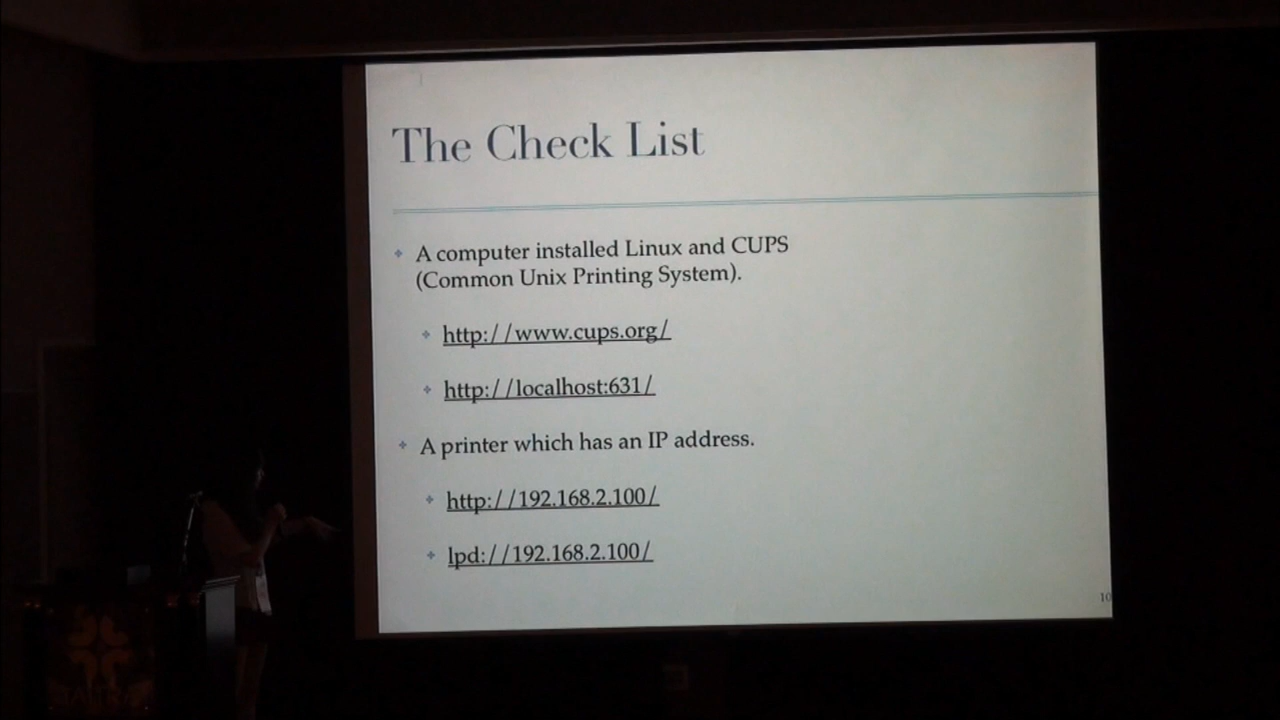 The Check List
A computer installed Linux and CUPS
(Common Unix Printing System).
http://www.cups.org/
http://localhost:631/
A printer which has an IP address.
http://192.168.2.100/
lpd://192.168.2.100/
10